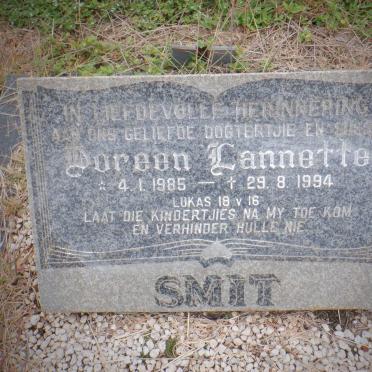 IN LIEFDEVOLLE HERINNERING
AAN ONS GELIEFDE DOGTERTJIE EN
Doreen Lannette
* 4.1.1985 — † 29.8.1994
LUKAS 18 v 16
LAAT DIE KINDERTJIES NA MY TOE KOM
EN VERHINDER HULLE NIE
SMIT